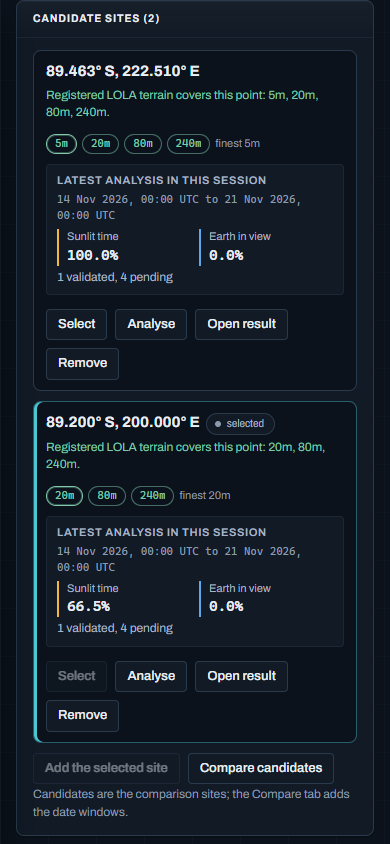 CANDIDATE SITES (2)
89.463° S, 222.510° E
Registered LOLA terrain covers this point: 5m, 20m,
80m, 240m.
5m 20m 80m 240m finest 5m
LATEST ANALYSIS IN THIS SESSION
14 Nov 2026, 00:00 UTC to 21 Nov 2026,
00:00 UTC
Sunlit time Earth in view
100.0% 0.0%
1 validated, 4 pending
Select Analyse Open result
Remove
89.200° S, 200.000° E selected
Registered LOLA terrain covers this point: 20m, 80m,
240m.
20m 80m 240m finest 20m
LATEST ANALYSIS IN THIS SESSION
14 Nov 2026, 00:00 UTC to 21 Nov 2026,
00:00 UTC
Sunlit time Earth in view
66.5% 0.0%
1 validated, 4 pending
Select Analyse Open result
Remove
Add the selected site Compare candidates
Candidates are the comparison sites; the Compare tab adds
the date windows.